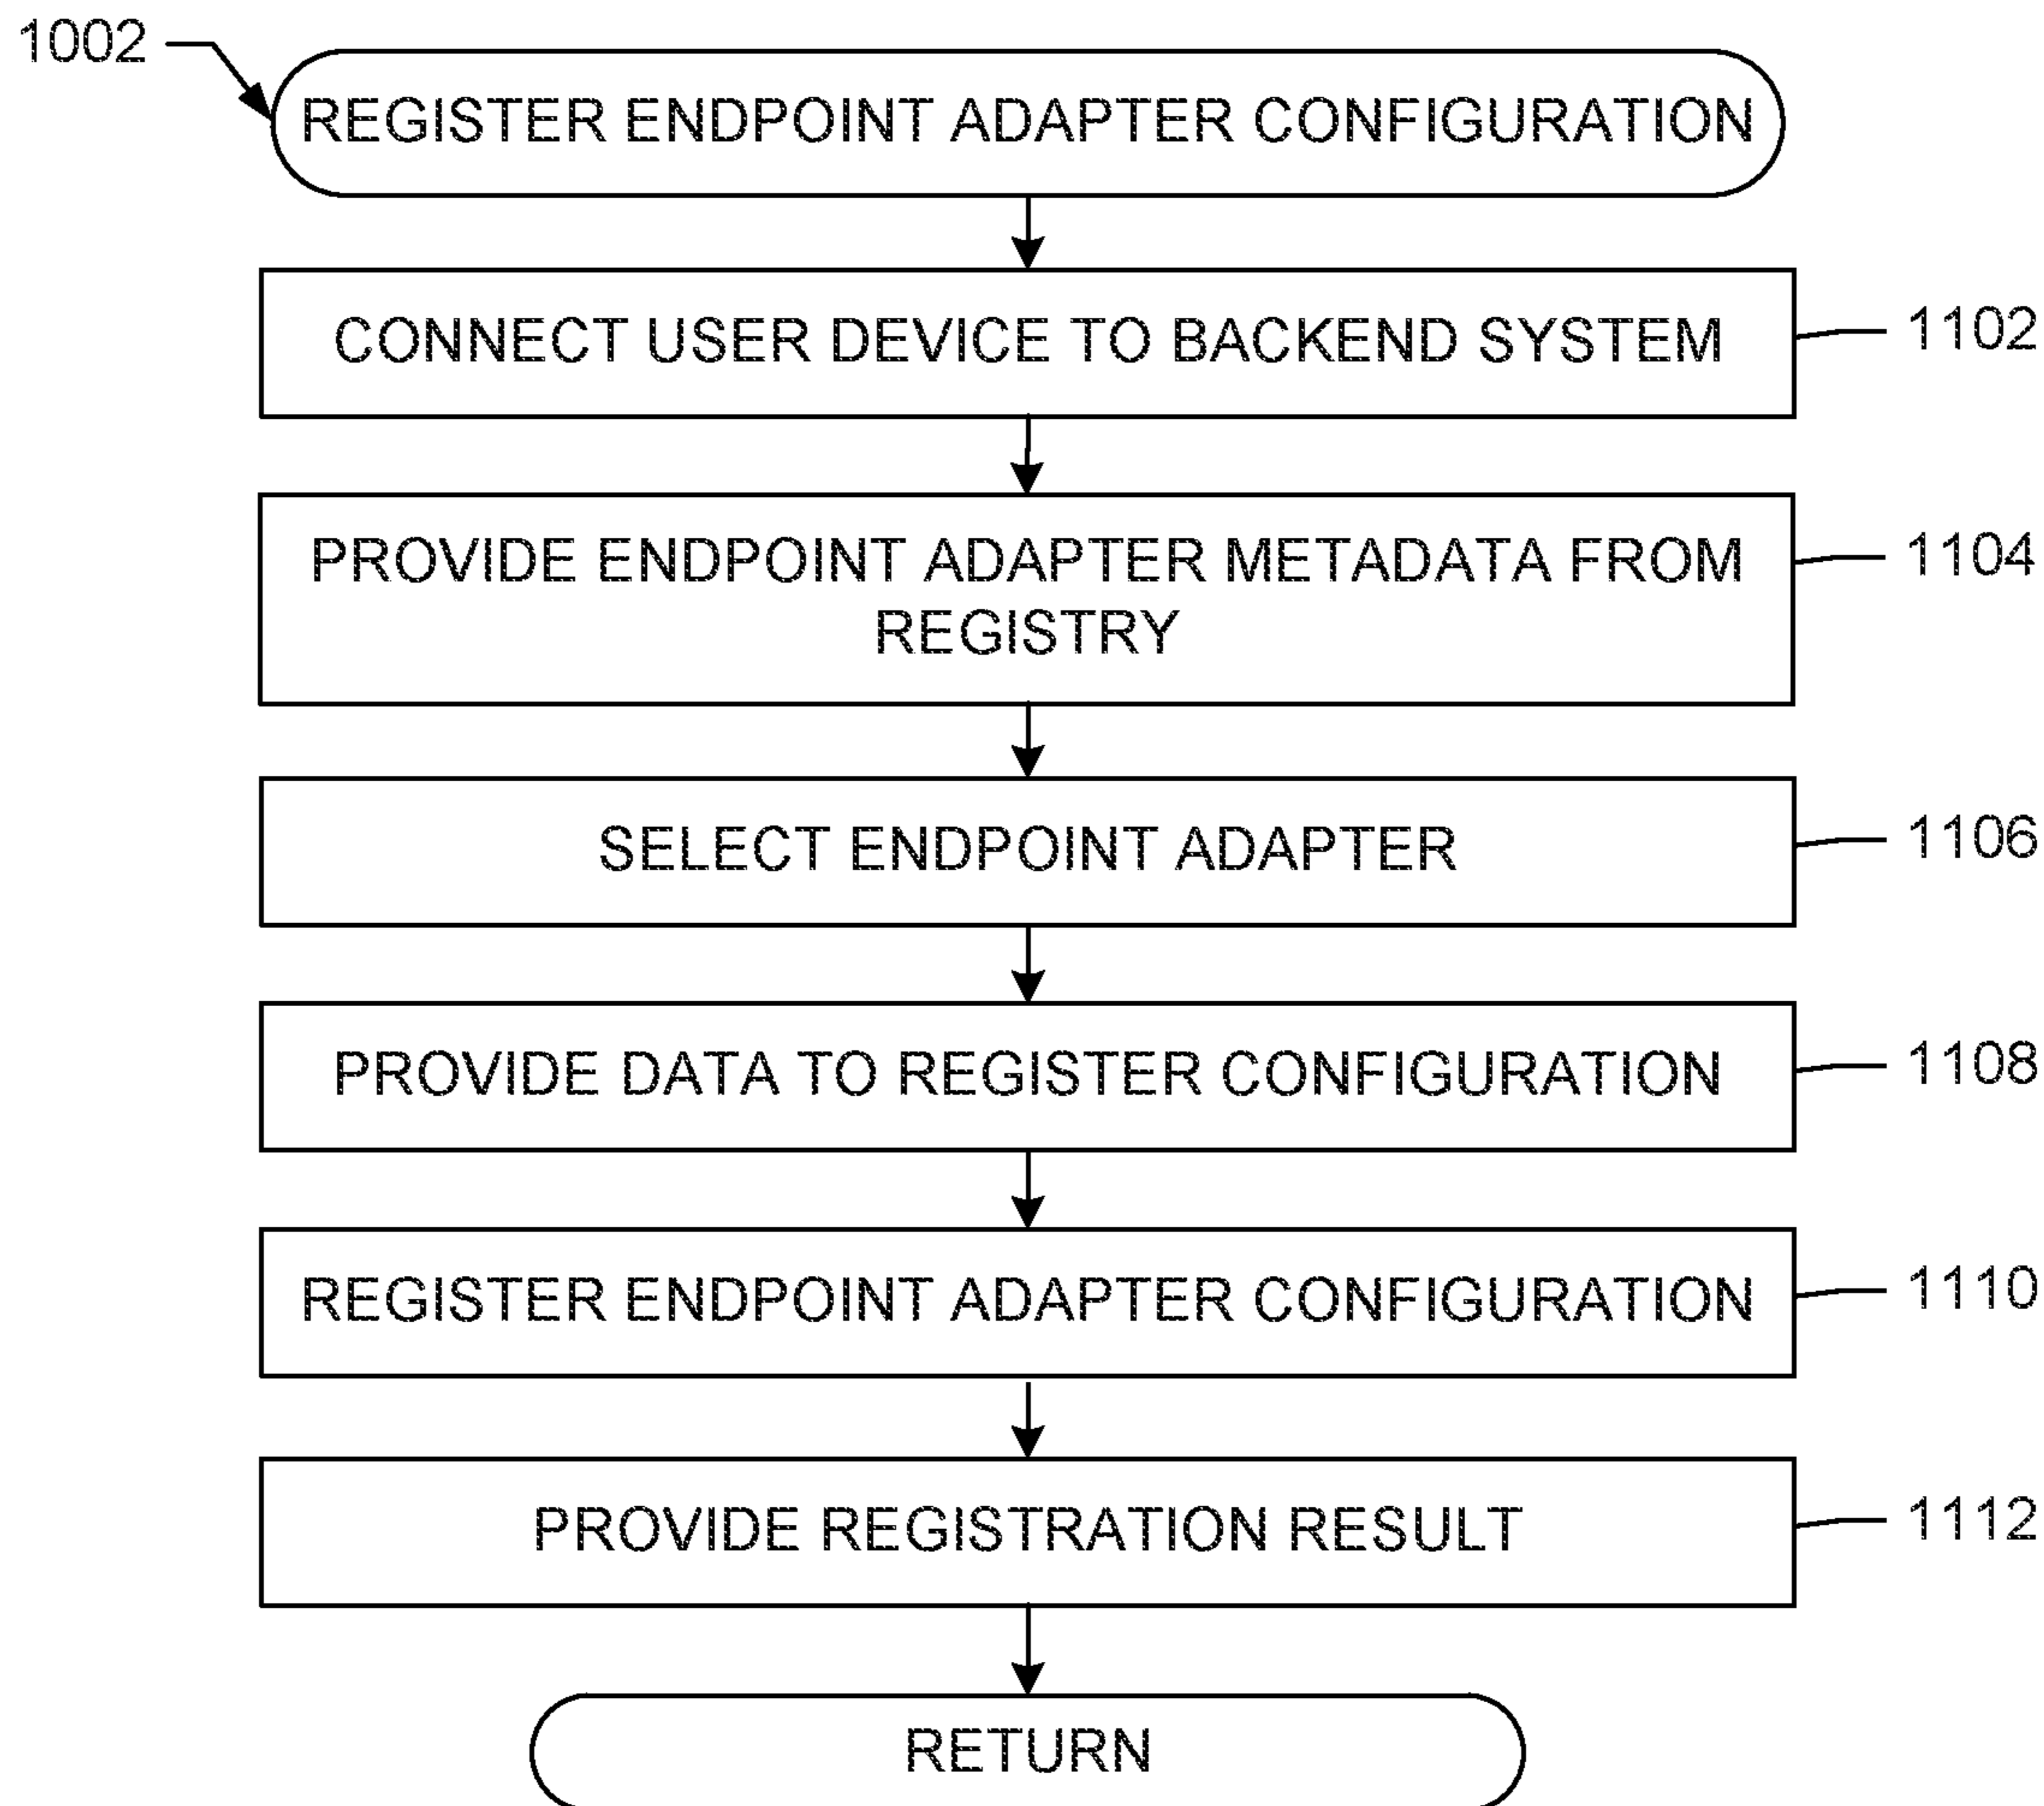 1002
REGISTER ENDPOINT ADAPTER CONFIGURATION
CONNECT USER DEVICE TO BACKEND SYSTEM
1102
PROVIDE ENDPOINT ADAPTER METADATA FROM
REGISTRY
1104
SELECT ENDPOINT ADAPTER
1106
PROVIDE DATA TO REGISTER CONFIGURATION
1108
REGISTER ENDPOINT ADAPTER CONFIGURATION
1110
PROVIDE REGISTRATION RESULT
1112
RETURN